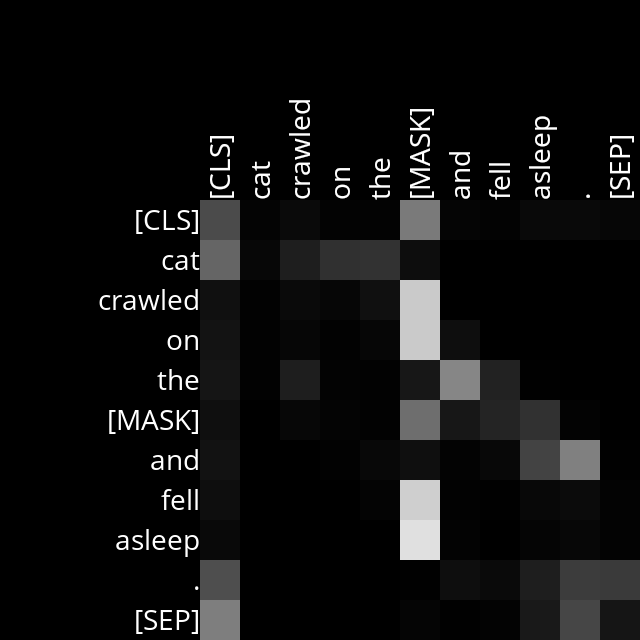 [CLS] cat crawled on the [MASK] and fell asleep . [SEP]
[CLS]
cat
crawled
on
the
[MASK]
and
fell
asleep
.
[SEP]